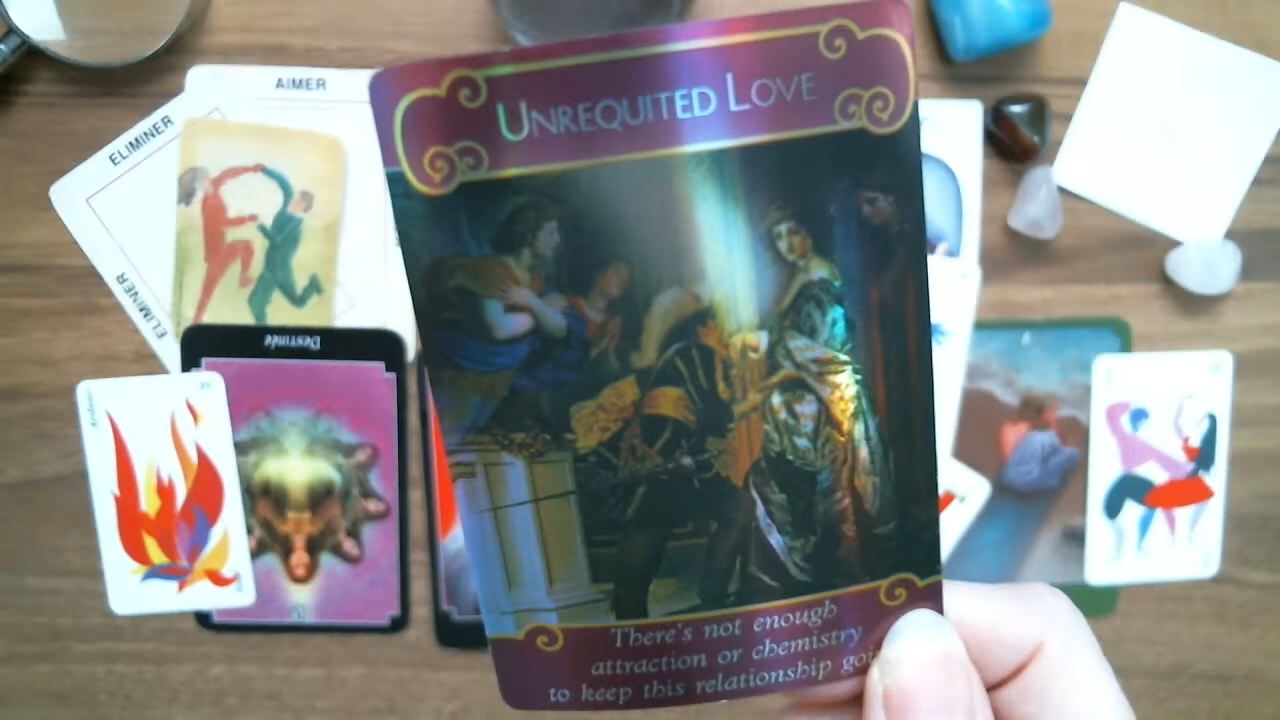 AIMER
ELIMINER
ELIMINER
UNREQUITED LOVE
Destinée
There's not enough
attraction or chemistry
to keep this relationship